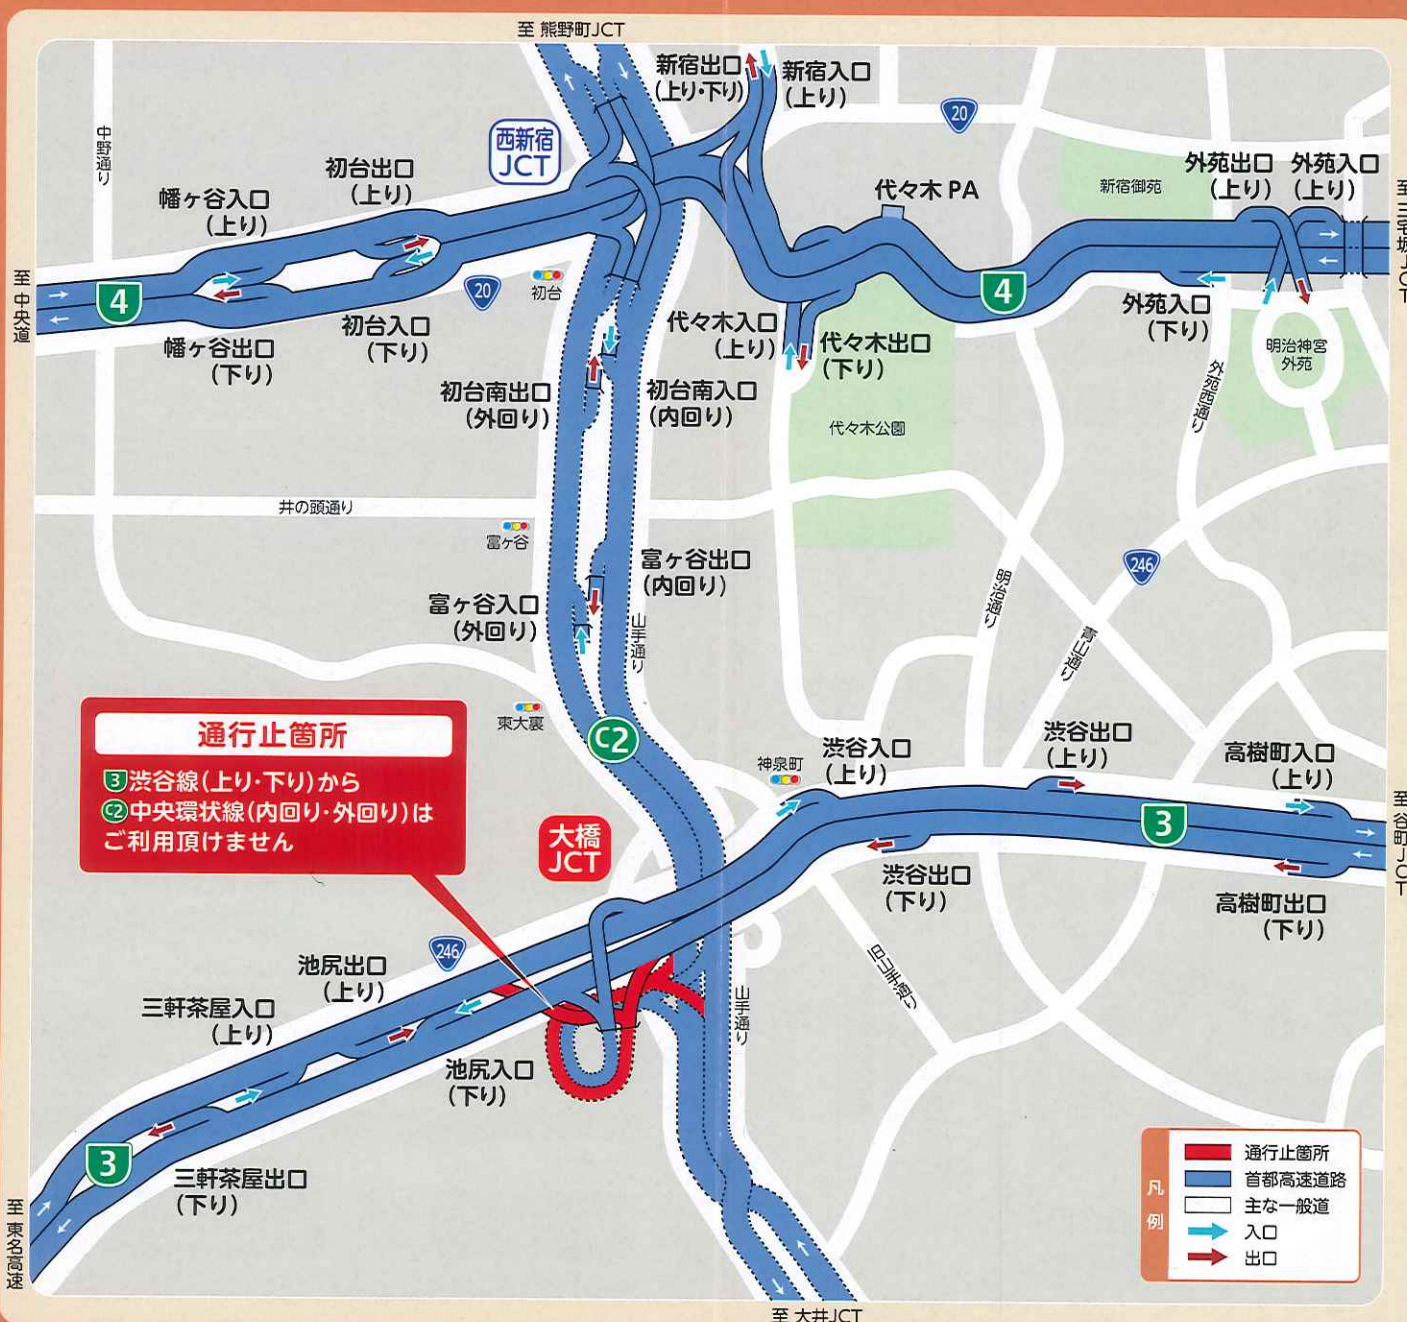 至 熊野町JCT
新宿出口
(上り・下り)
新宿入口
(上り)
20
中野通り
西新宿
JCT
初台出口
(上り)
幡ヶ谷入口
(上り)
代々木 PA
新宿御苑
外苑出口
(上り)
外苑入口
(上り)
至 三宅坂JCT
至 中央道
4
20
初台
初台入口
(下り)
幡ヶ谷出口
(下り)
代々木入口
(上り)
代々木出口
(下り)
4
外苑入口
(下り)
明治神宮
外苑
外苑西通り
初台南出口
(外回り)
初台南入口
(内回り)
代々木公園
井の頭通り
富ヶ谷
富ヶ谷出口
(内回り)
富ヶ谷入口
(外回り)
山手通り
明治通り
246
青山通り
東大裏
C2
通行止箇所
3渋谷線(上り・下り)から
C2中央環状線(内回り・外回り)は
ご利用頂けません
大橋
JCT
神泉町
渋谷入口
(上り)
渋谷出口
(上り)
高樹町入口
(上り)
3
至 谷町JCT
渋谷出口
(下り)
高樹町出口
(下り)
246
池尻出口
(上り)
三軒茶屋入口
(上り)
池尻入口
(下り)
山手通り
旧山手通り
3
三軒茶屋出口
(下り)
至 東名高速
凡例
通行止箇所
首都高速道路
主な一般道
入口
出口
至 大井JCT